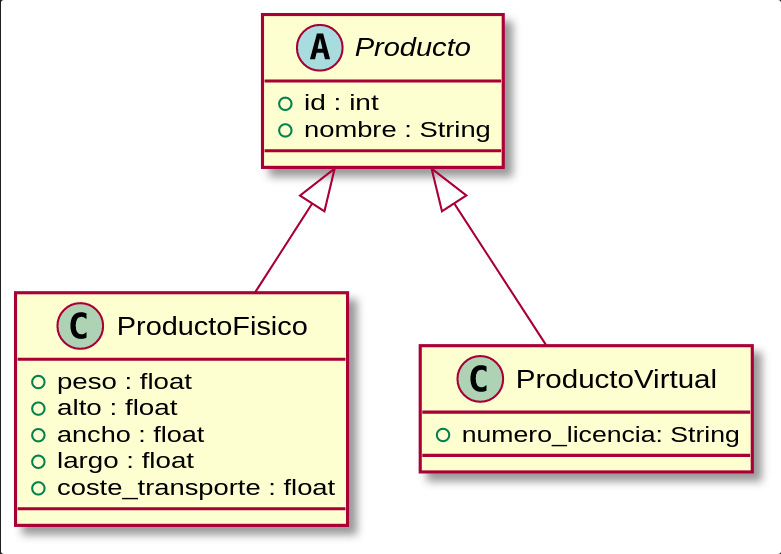 A Producto
id : int
nombre : String
C ProductoFisico
peso : float
alto : float
ancho : float
largo : float
coste_transporte : float
C ProductoVirtual
numero_licencia: String